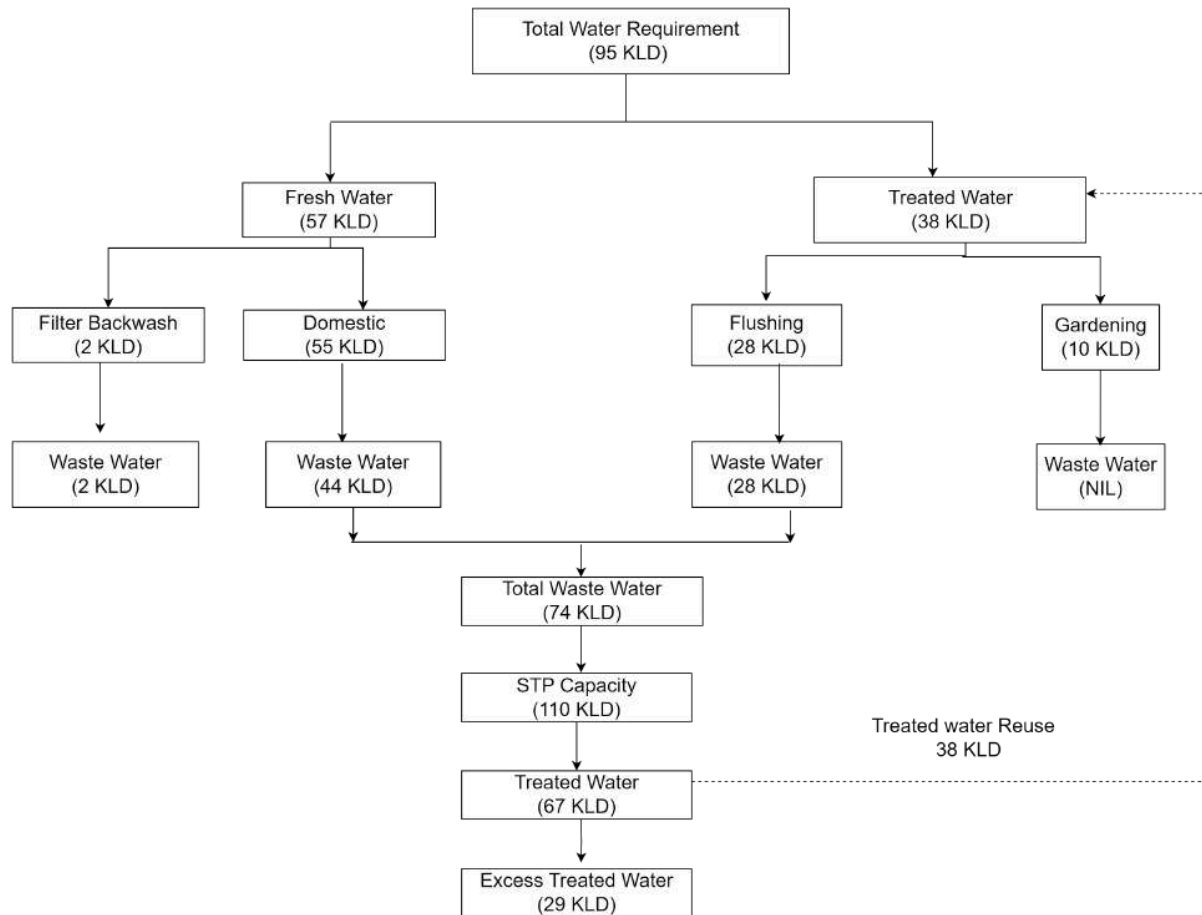 Total Water Requirement
(95 KLD)
Fresh Water
(57 KLD)
Treated Water
(38 KLD)
Filter Backwash
(2 KLD)
Domestic
(55 KLD)
Flushing
(28 KLD)
Gardening
(10 KLD)
Waste Water
(2 KLD)
Waste Water
(44 KLD)
Waste Water
(28 KLD)
Waste Water
(NIL)
Total Waste Water
(74 KLD)
STP Capacity
(110 KLD)
Treated water Reuse
38 KLD
Treated Water
(67 KLD)
Excess Treated Water
(29 KLD)